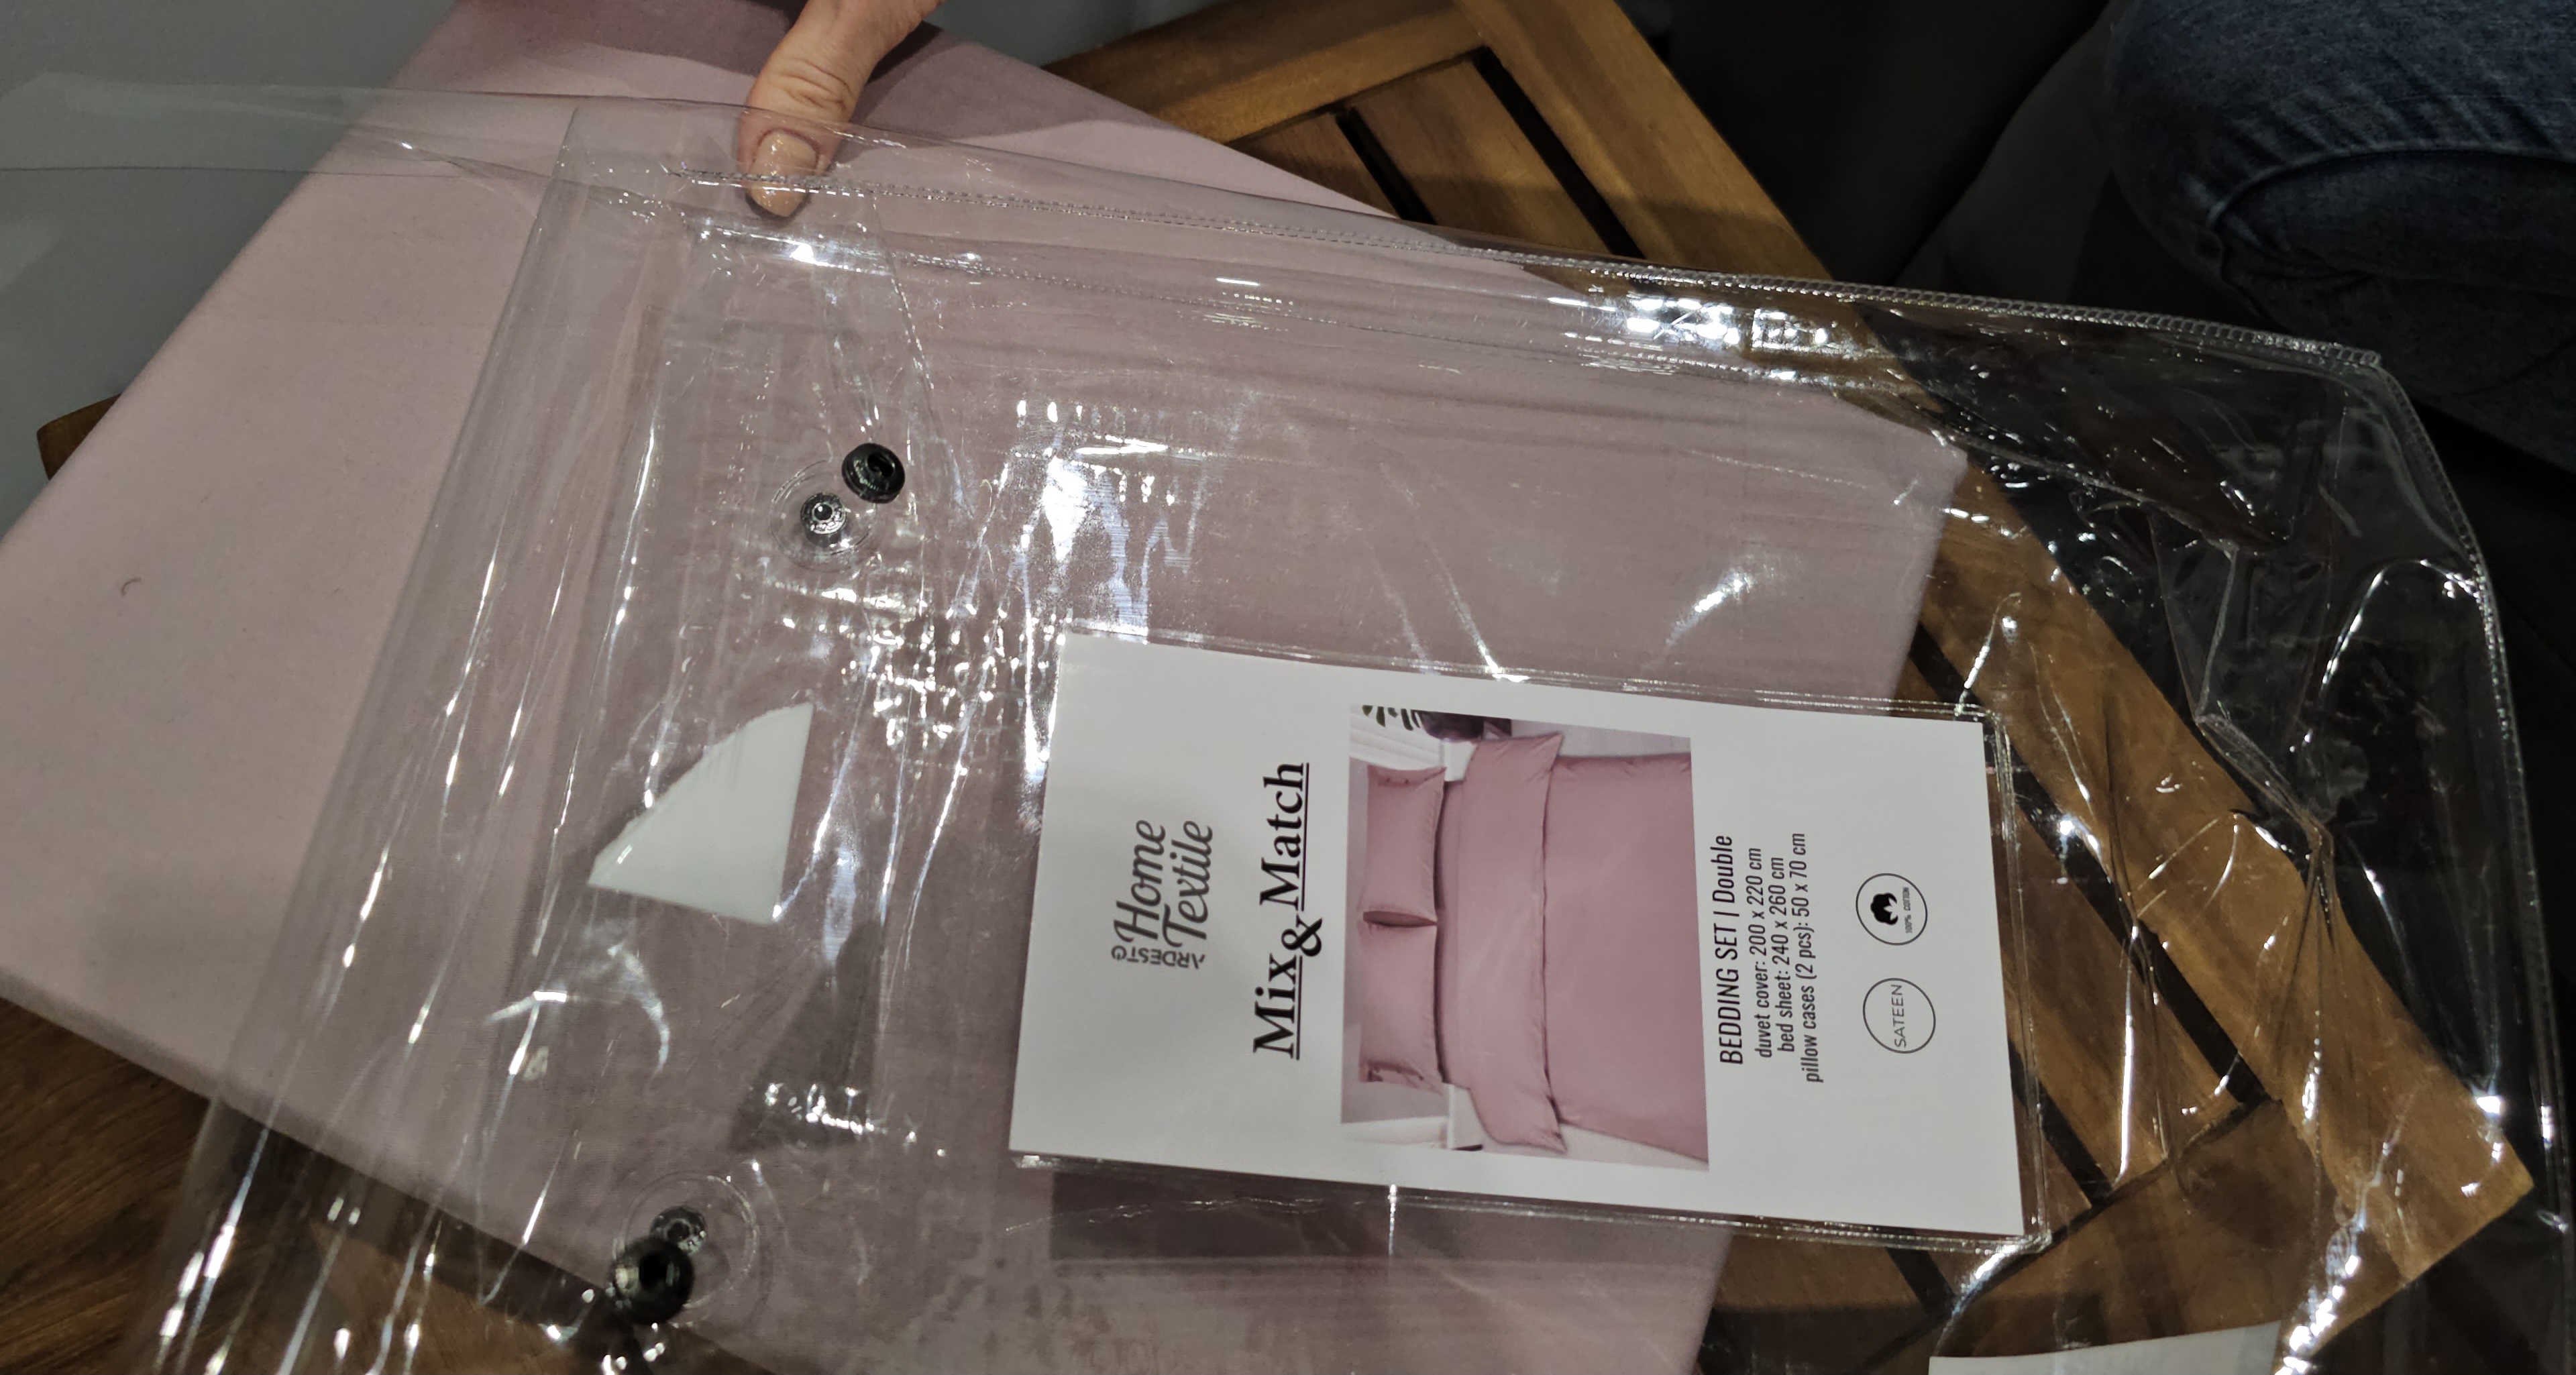 ARDESTO
Home
Textile
Mix&Match
BEDDING SET | Double
duvet cover: 200 x 220 cm
bed sheet: 240 x 260 cm
pillow cases (2 pcs): 50 x 70 cm
SATEEN
100% COTTON